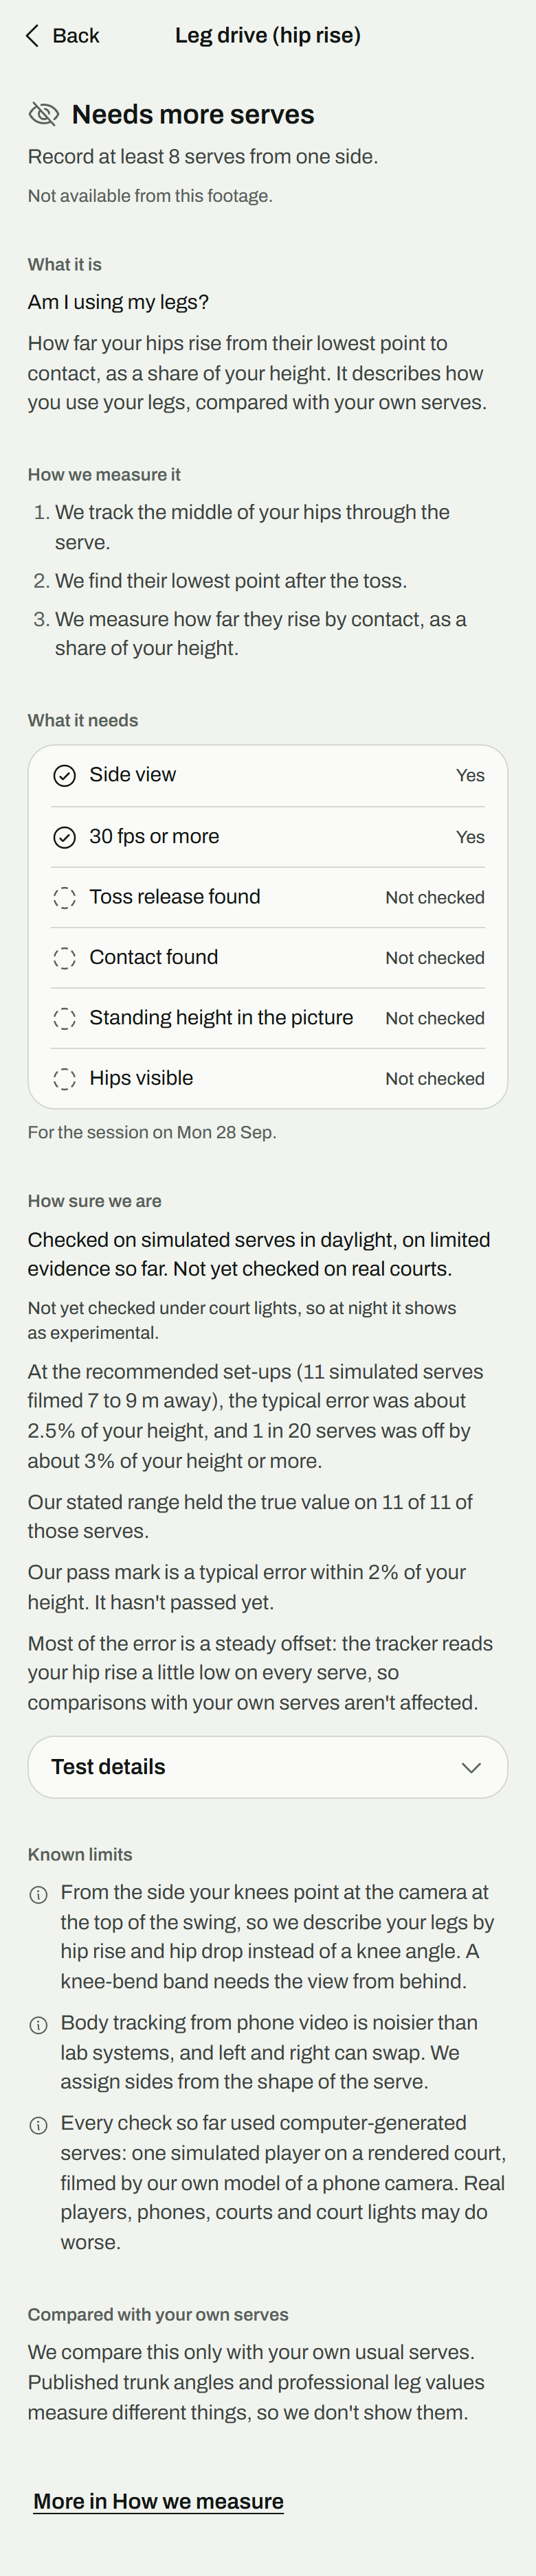 Back
Leg drive (hip rise)
Needs more serves
Record at least 8 serves from one side.
Not available from this footage.
What it is
Am I using my legs?
How far your hips rise from their lowest point to
contact, as a share of your height. It describes how
you use your legs, compared with your own serves.
How we measure it
1. We track the middle of your hips through the
serve.
2. We find their lowest point after the toss.
3. We measure how far they rise by contact, as a
share of your height.
What it needs
Side view Yes
30 fps or more Yes
Toss release found Not checked
Contact found Not checked
Standing height in the picture Not checked
Hips visible Not checked
For the session on Mon 28 Sep.
How sure we are
Checked on simulated serves in daylight, on limited
evidence so far. Not yet checked on real courts.
Not yet checked under court lights, so at night it shows
as experimental.
At the recommended set-ups (11 simulated serves
filmed 7 to 9 m away), the typical error was about
2.5% of your height, and 1 in 20 serves was off by
about 3% of your height or more.
Our stated range held the true value on 11 of 11 of
those serves.
Our pass mark is a typical error within 2% of your
height. It hasn't passed yet.
Most of the error is a steady offset: the tracker reads
your hip rise a little low on every serve, so
comparisons with your own serves aren't affected.
Test details
Known limits
From the side your knees point at the camera at
the top of the swing, so we describe your legs by
hip rise and hip drop instead of a knee angle. A
knee-bend band needs the view from behind.
Body tracking from phone video is noisier than
lab systems, and left and right can swap. We
assign sides from the shape of the serve.
Every check so far used computer-generated
serves: one simulated player on a rendered court,
filmed by our own model of a phone camera. Real
players, phones, courts and court lights may do
worse.
Compared with your own serves
We compare this only with your own usual serves.
Published trunk angles and professional leg values
measure different things, so we don't show them.
More in How we measure